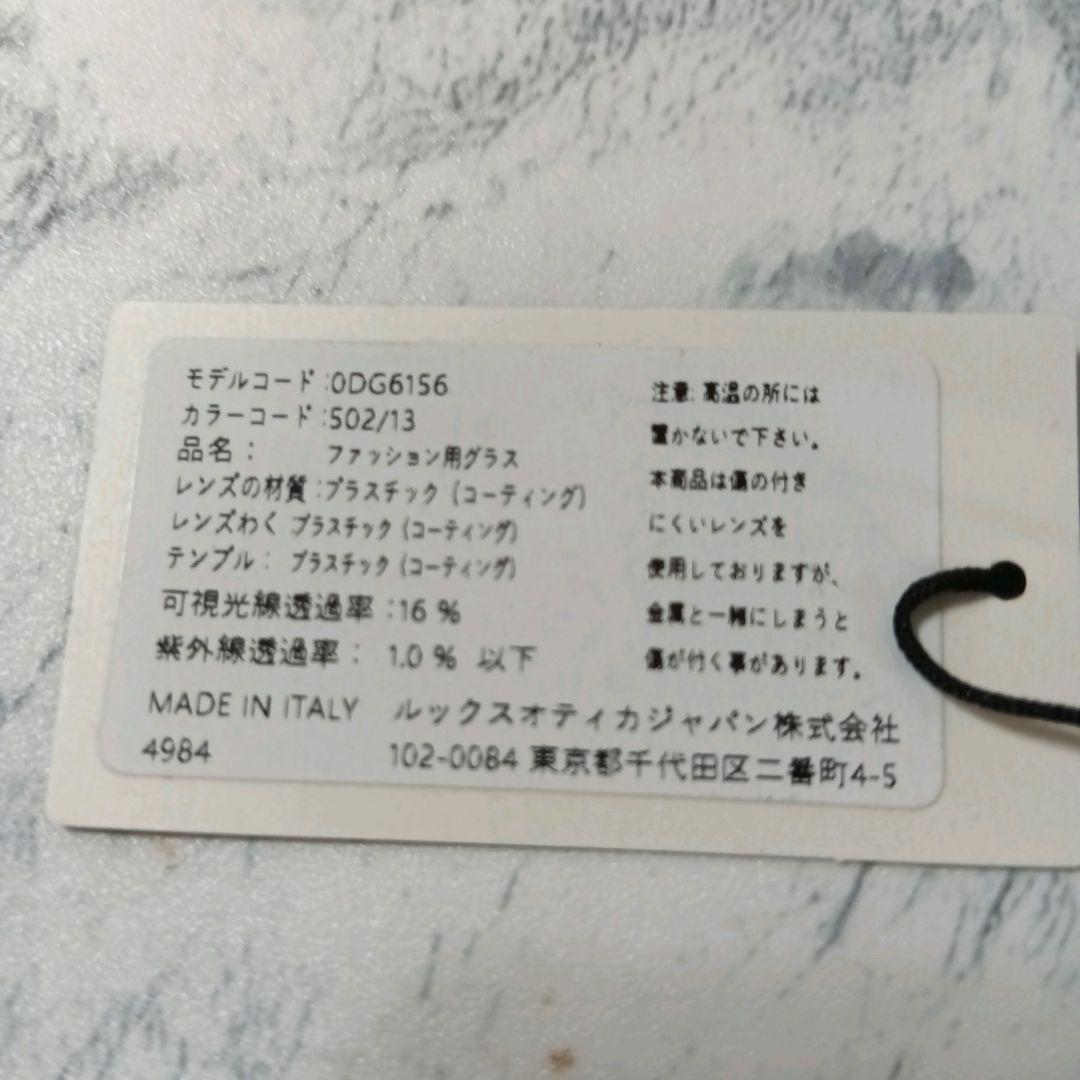 モデルコード :0DG6156
カラーコード :502/13
品名 : ファッション用グラス
レンズの材質 :プラスチック (コーティング)
レンズわく プラスチック (コーティング)
テンプル : プラスチック (コーティング)
可視光線透過率 :16 %
紫外線透過率 : 1.0 % 以下
MADE IN ITALY ルックスオティカジャパン株式会社
4984 102-0084 東京都千代田区二番町4-5
注意: 高温の所には
置かないで下さい。
本商品は傷の付き
にくいレンズを
使用しておりますが、
金属と一緒にしまうと
傷が付く事があります。